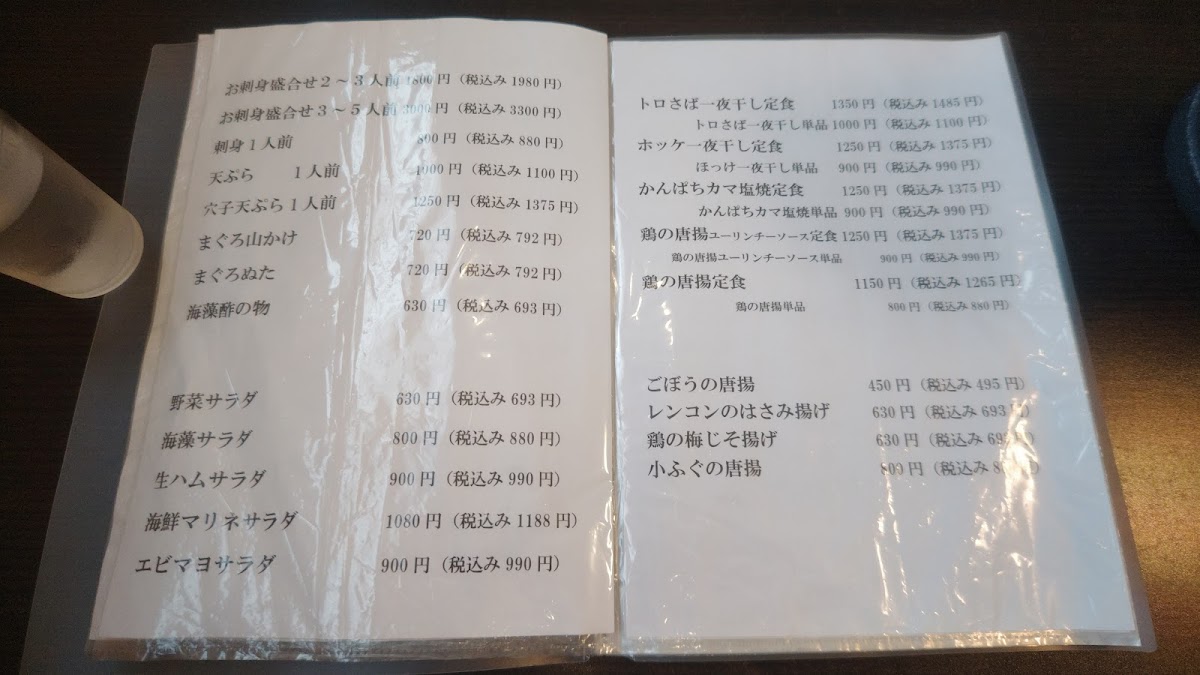 お刺身盛合せ２～３人前 1800円（税込み1980円）
お刺身盛合せ３～５人前 3000円（税込み3300円）
刺身１人前 800円（税込み880円）
天ぷら １人前 1000円（税込み1100円）
穴子天ぷら１人前 1250円（税込み1375円）
まぐろ山かけ 720円（税込み792円）
まぐろぬた 720円（税込み792円）
海藻酢の物 630円（税込み693円）
野菜サラダ 630円（税込み693円）
海藻サラダ 800円（税込み880円）
生ハムサラダ 900円（税込み990円）
海鮮マリネサラダ 1080円（税込み1188円）
エビマヨサラダ 900円（税込み990円）
トロさば一夜干し定食 1350円（税込み1485円）
トロさば一夜干し単品 1000円（税込み1100円）
ホッケ一夜干し定食 1250円（税込み1375円）
ほっけ一夜干し単品 900円（税込み990円）
かんぱちカマ塩焼定食 1250円（税込み1375円）
かんぱちカマ塩焼単品 900円（税込み990円）
鶏の唐揚ユーリンチーソース定食 1250円（税込み1375円）
鶏の唐揚ユーリンチーソース単品 900円（税込み990円）
鶏の唐揚定食 1150円（税込み1265円）
鶏の唐揚単品 800円（税込み880円）
ごぼうの唐揚 450円（税込み495円）
レンコンのはさみ揚げ 630円（税込み693円）
鶏の梅じそ揚げ 630円（税込み
小ふぐの唐揚 800円（税込み